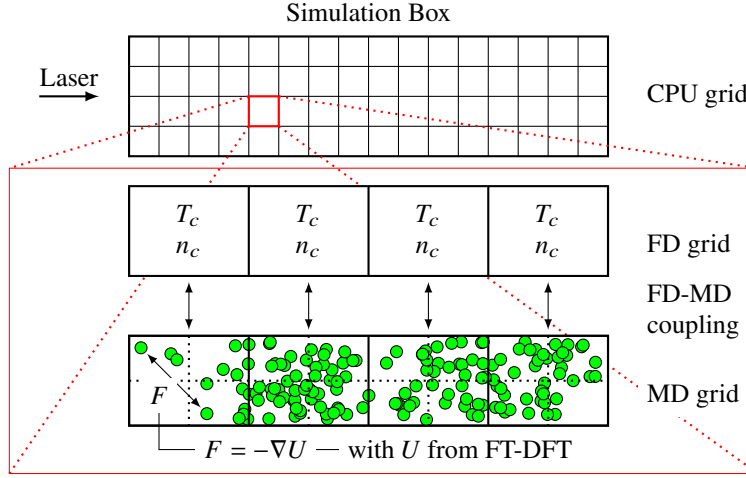 Simulation Box
Laser
CPU grid
T_c T_c T_c T_c
n_c n_c n_c n_c
FD grid
FD-MD
coupling
F
MD grid
F = −∇U with U from FT-DFT